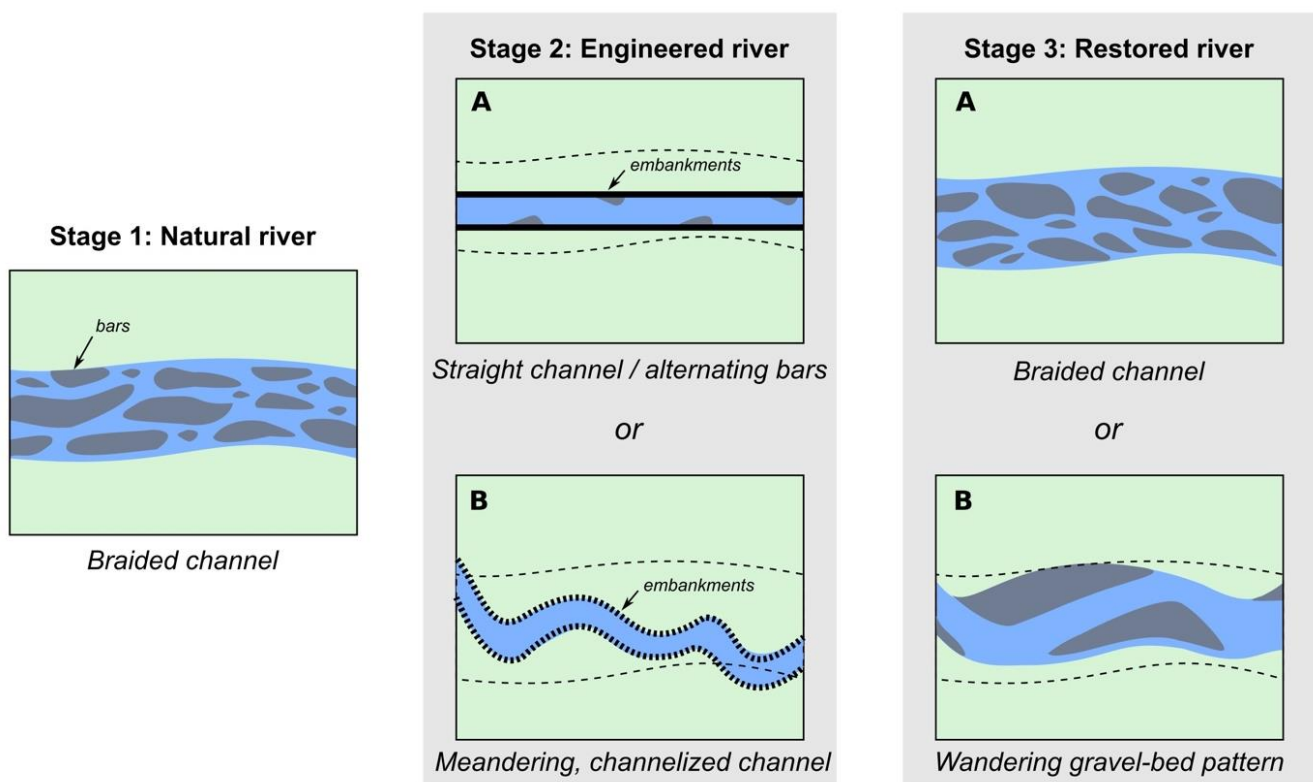 Stage 1: Natural river
bars
Braided channel
Stage 2: Engineered river
A
embankments
Straight channel / alternating bars
or
B
embankments
Meandering, channelized channel
Stage 3: Restored river
A
Braided channel
or
B
Wandering gravel-bed pattern